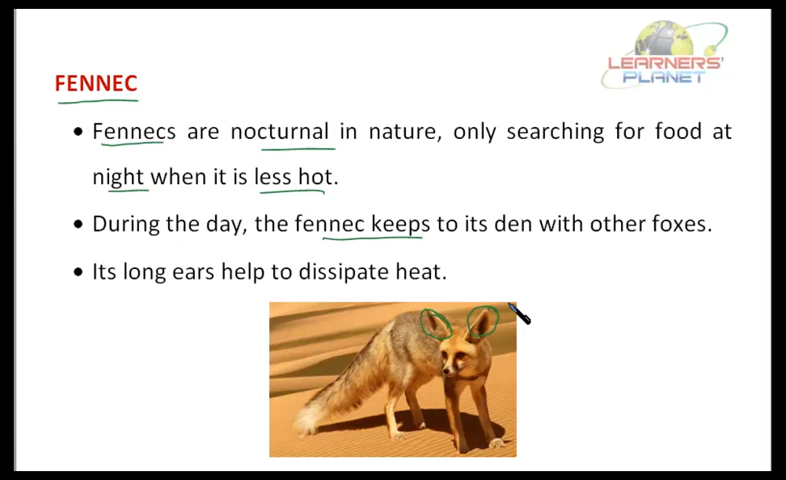 LEARNERS'
PLANET
FENNEC
• Fennecs are nocturnal in nature, only searching for food at
night when it is less hot.
• During the day, the fennec keeps to its den with other foxes.
• Its long ears help to dissipate heat.